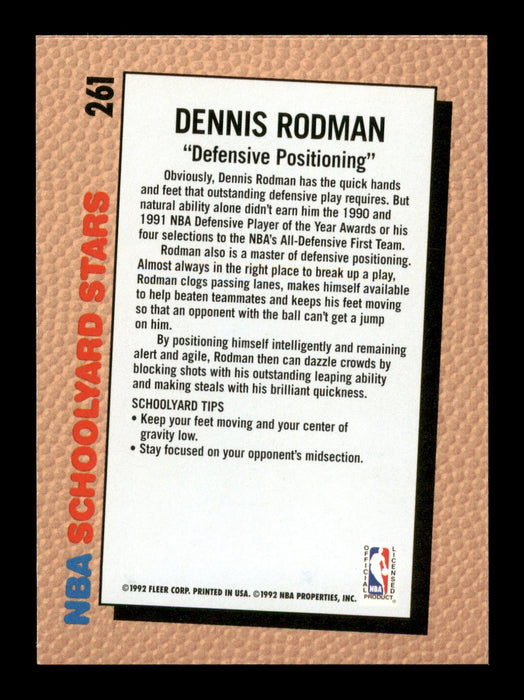 261
NBA SCHOOLYARD STARS
DENNIS RODMAN
“Defensive Positioning”
Obviously, Dennis Rodman has the quick hands
and feet that outstanding defensive play requires. But
natural ability alone didn't earn him the 1990 and
1991 NBA Defensive Player of the Year Awards or his
four selections to the NBA's All-Defensive First Team.
Rodman also is a master of defensive positioning.
Almost always in the right place to break up a play,
Rodman clogs passing lanes, makes himself available
to help beaten teammates and keeps his feet moving
so that an opponent with the ball can't get a jump
on him.
By positioning himself intelligently and remaining
alert and agile, Rodman then can dazzle crowds by
blocking shots with his outstanding leaping ability
and making steals with his brilliant quickness.
SCHOOLYARD TIPS
• Keep your feet moving and your center of
gravity low.
• Stay focused on your opponent's midsection.
OFFICIAL LICENSED
NBA
PRODUCT
©1992 FLEER CORP. PRINTED IN USA. ©1992 NBA PROPERTIES, INC.